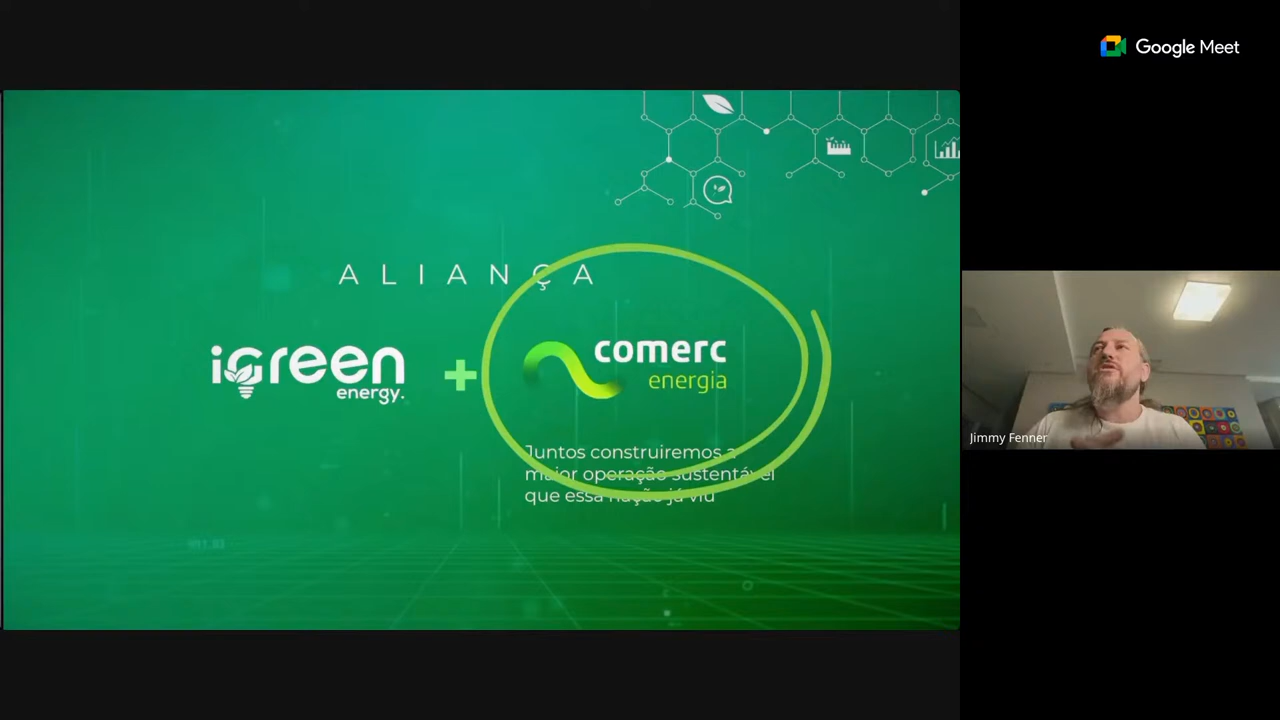 Google Meet
ALIANÇA
iGreen
energy.
+
comerc
energia
Juntos construiremos a
maior operação sustentável
que essa nação já viu
Jimmy Fenner